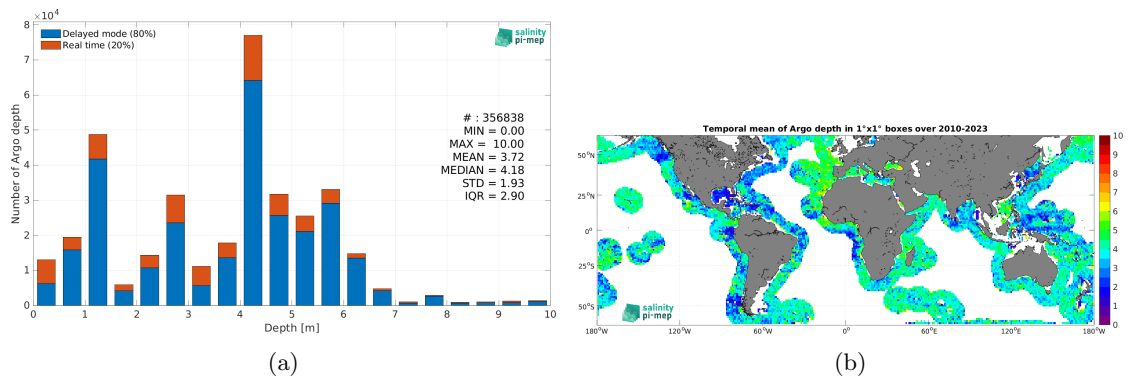 ×10⁴
8
7
6
5
4
3
2
1
0
Number of Argo depth
Delayed mode (80%)
Real time (20%)
salinity
pi-mep
# : 356838
MIN = 0.00
MAX = 10.00
MEAN = 3.72
MEDIAN = 4.18
STD = 1.93
IQR = 2.90
0 1 2 3 4 5 6 7 8 9 10
Depth [m]
(a)
Temporal mean of Argo depth in 1°x1° boxes over 2010-2023
50°N
25°N
0°
25°S
50°S
salinity
pi-mep
180°W 120°W 60°W 0° 60°E 120°E 180°E
10
9
8
7
6
5
4
3
2
1
0
(b)